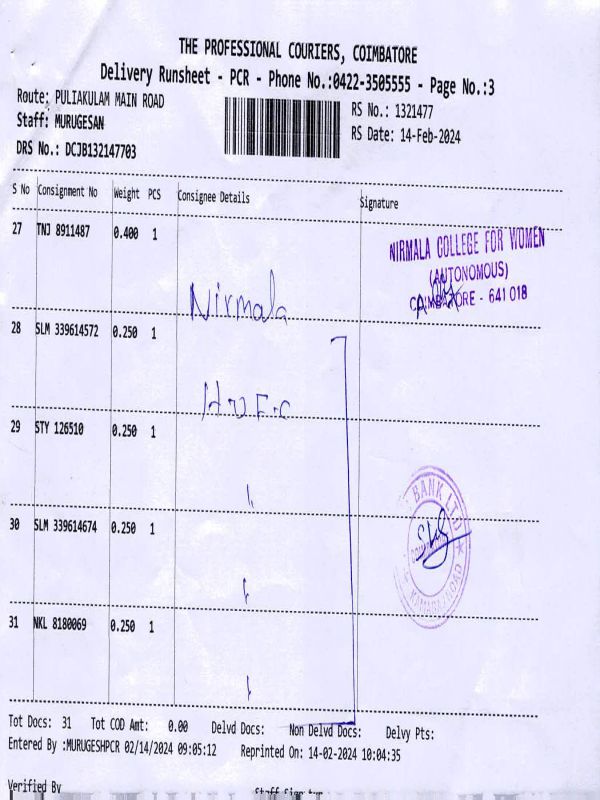 THE PROFESSIONAL COURIERS, COIMBATORE
Delivery Runsheet - PCR - Phone No.:0422-3505555 - Page No.:3
Route: PULIAKULAM MAIN ROAD
RS No.: 1321477
Staff: MURUGESAN
RS Date: 14-Feb-2024
DRS No.: DCJB132147703
S No Consignment No Weight PCS Consignee Details Signature
27 TNJ 8911487 0.400 1
NIRMALA COLLEGE FOR WOMEN
(AUTONOMOUS)
COIMBATORE - 641 018
Nirmala
28 SLM 339614572 0.250 1
29 STY 126510 0.250 1
BANK LTD
30 SLM 339614674 0.250 1
31 NKL 8180069 0.250 1
Tot Docs: 31 Tot COD Amt: 0.00 Delvd Docs: Non Delvd Docs: Delvy Pts:
Entered By :MURUGESHPCR 02/14/2024 09:05:12 Reprinted On: 14-02-2024 10:04:35
Verified By